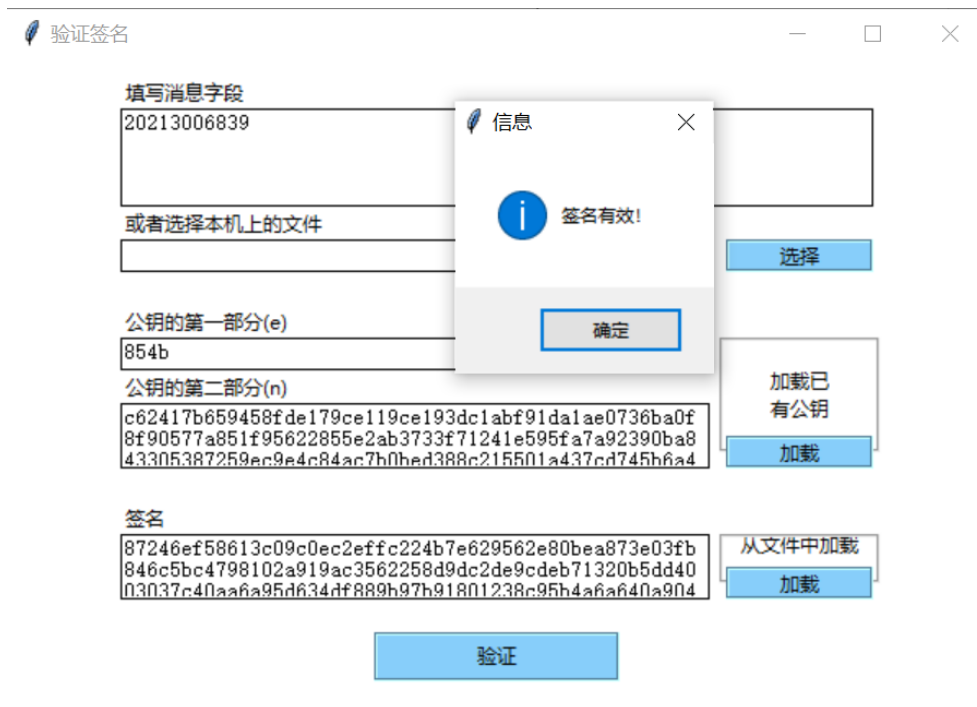 验证签名
填写消息字段
20213006839
信息
签名有效!
确定
或者选择本机上的文件
选择
公钥的第一部分(e)
854b
公钥的第二部分(n)
c62417b659458fde179ce119ce193dc1abf91da1ae0736ba0f
8f90577a851f95622855e2ab3733f71241e595fa7a92390ba8
43305387259ec9e4c84ac7b0bed388c215501a437cd745b6a4
加载已
有公钥
加载
签名
87246ef58613c09c0ec2effc224b7e629562e80bea873e03fb
846c5bc4798102a919ac3562258d9dc2de9cdeb71320b5dd40
03037c40aa6a95d634df889b97b91801238c95b4a6a640a904
从文件中加载
加载
验证